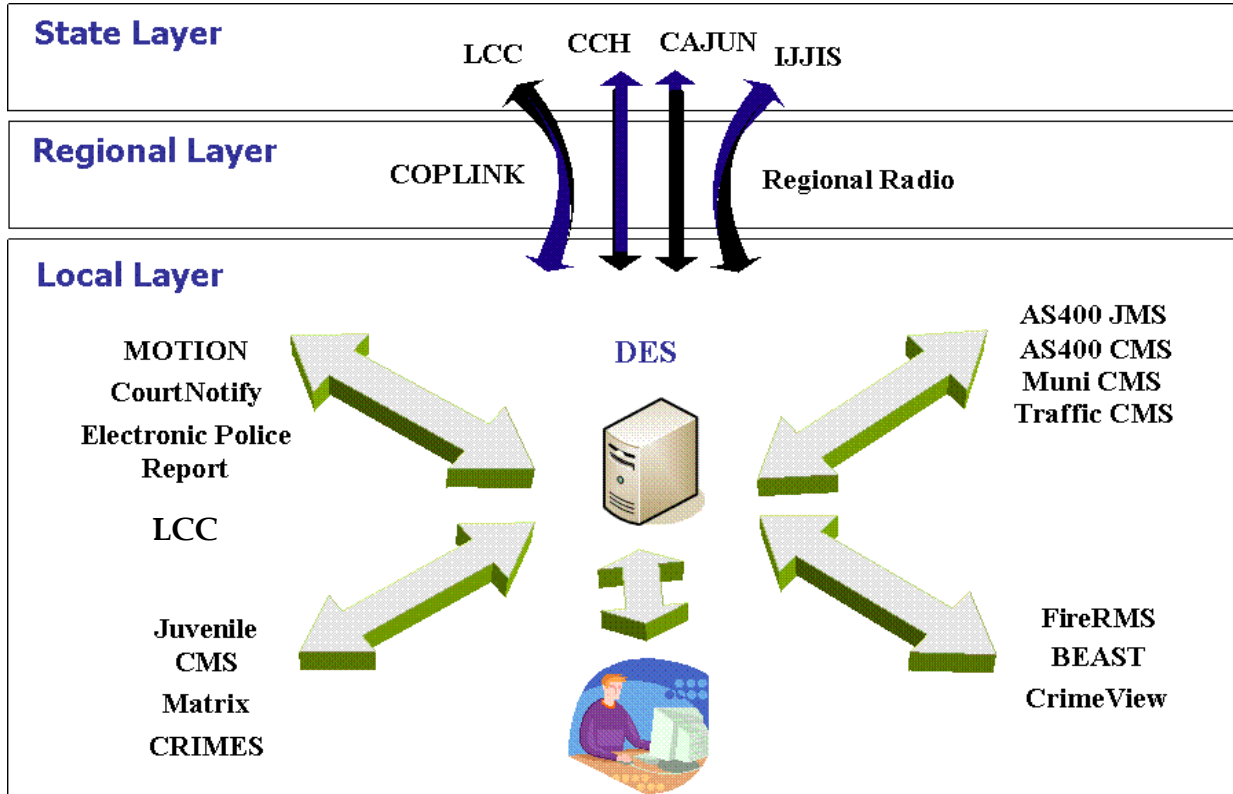 State Layer
LCC
CCH
CAJUN
IJJIS
Regional Layer
COPLINK
Regional Radio
Local Layer
MOTION
CourtNotify
Electronic Police
Report
LCC
Juvenile
CMS
Matrix
CRIMES
DES
AS400 JMS
AS400 CMS
Muni CMS
Traffic CMS
FireRMS
BEAST
CrimeView